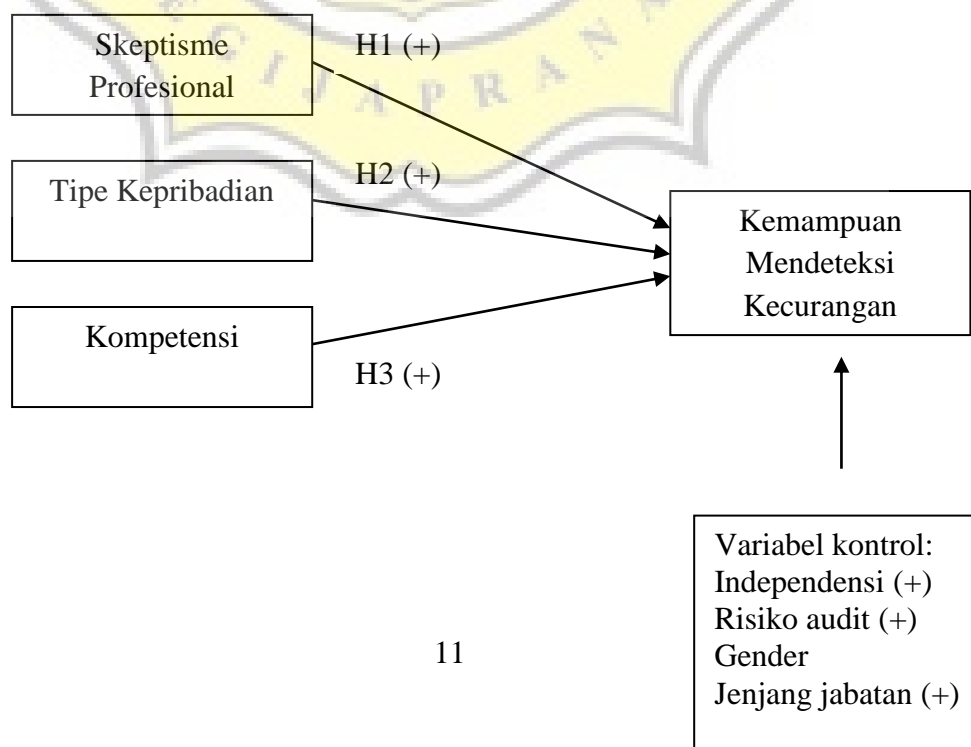 Skeptisme
Profesional
H1 (+)
Tipe Kepribadian
H2 (+)
Kompetensi
H3 (+)
Kemampuan
Mendeteksi
Kecurangan
Variabel kontrol:
Independensi (+)
Risiko audit (+)
Gender
Jenjang jabatan (+)
11